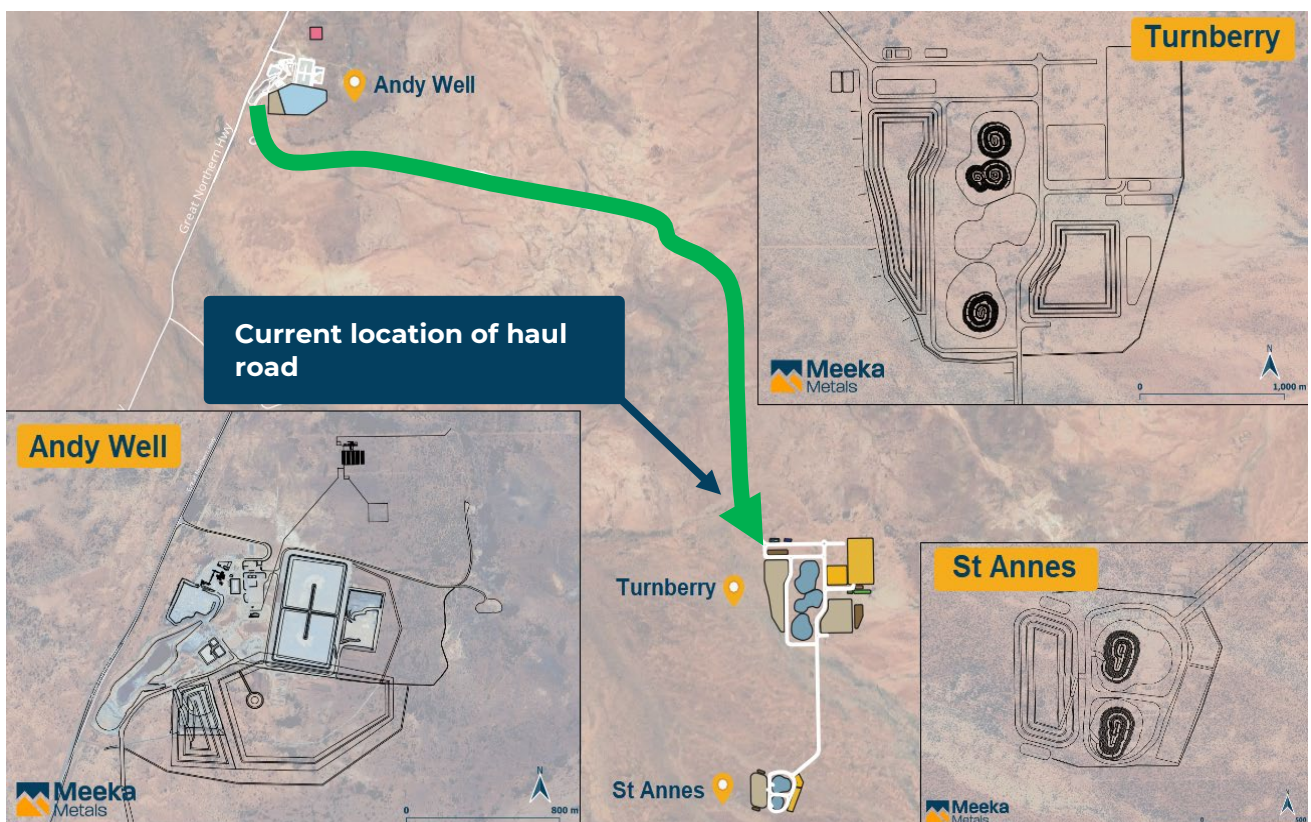 Andy Well
Great Northern Hwy
Turnberry
Meeka
Metals
N
0 1,000 m
Current location of haul
road
Andy Well
Meeka
Metals
N
0 800 m
Turnberry
St Annes
St Annes
Meeka
Metals
N